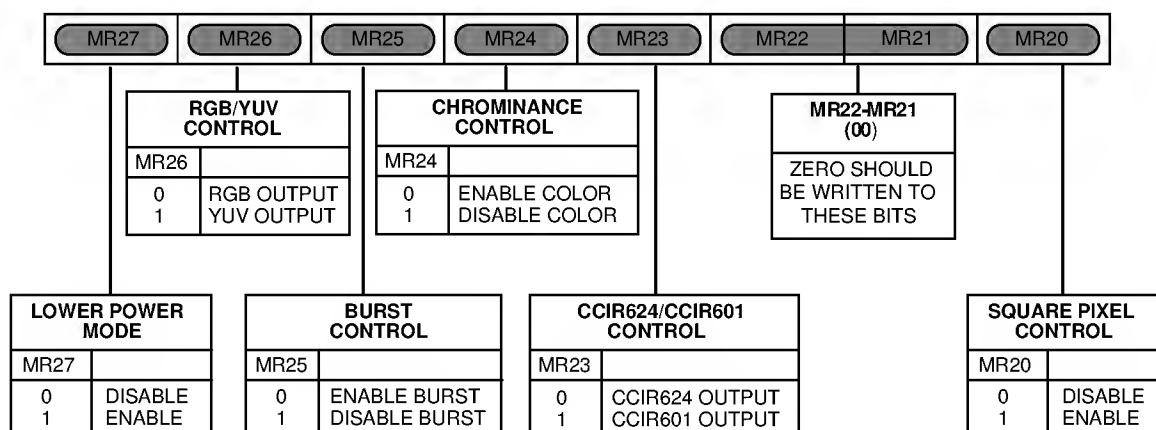 MR27 MR26 MR25 MR24 MR23 MR22 MR21 MR20
RGB/YUV
CONTROL
MR26
0 RGB OUTPUT
1 YUV OUTPUT
CHROMINANCE
CONTROL
MR24
0 ENABLE COLOR
1 DISABLE COLOR
MR22-MR21
(00)
ZERO SHOULD
BE WRITTEN TO
THESE BITS
LOWER POWER
MODE
MR27
0 DISABLE
1 ENABLE
BURST
CONTROL
MR25
0 ENABLE BURST
1 DISABLE BURST
CCIR624/CCIR601
CONTROL
MR23
0 CCIR624 OUTPUT
1 CCIR601 OUTPUT
SQUARE PIXEL
CONTROL
MR20
0 DISABLE
1 ENABLE